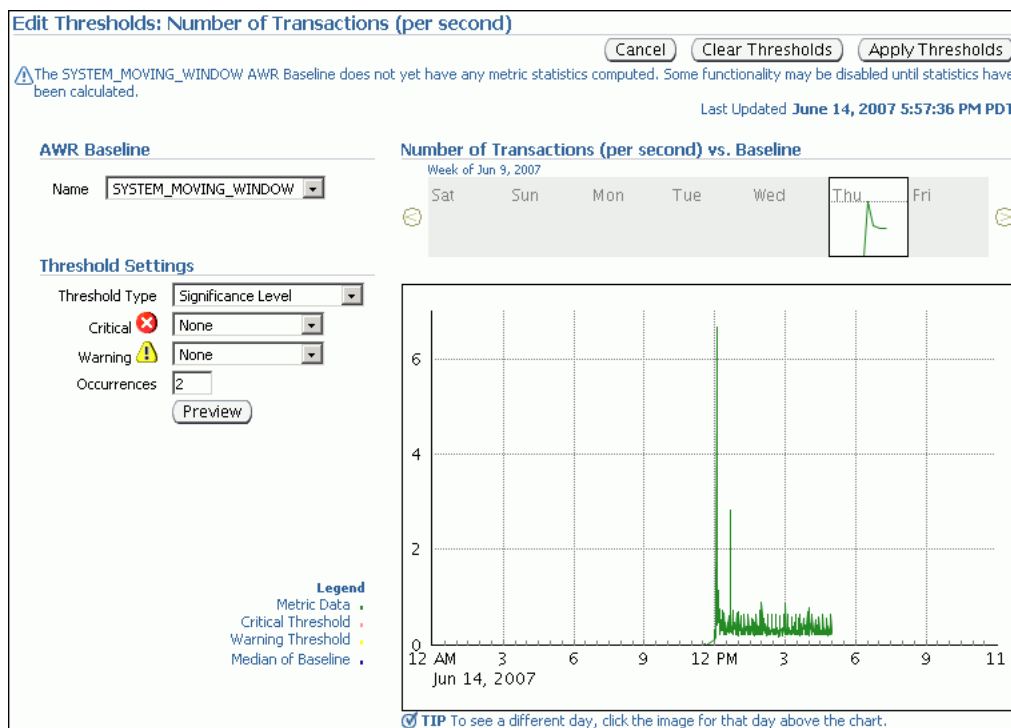 Edit Thresholds: Number of Transactions (per second)
Cancel
Clear Thresholds
Apply Thresholds
The SYSTEM_MOVING_WINDOW AWR Baseline does not yet have any metric statistics computed. Some functionality may be disabled until statistics have
been calculated.
Last Updated June 14, 2007 5:57:36 PM PDT
AWR Baseline
Name SYSTEM_MOVING_WINDOW
Threshold Settings
Threshold Type Significance Level
Critical None
Warning None
Occurrences 2
Preview
Legend
Metric Data
Critical Threshold
Warning Threshold
Median of Baseline
Number of Transactions (per second) vs. Baseline
Week of Jun 9, 2007
Sat Sun Mon Tue Wed Thu Fri
6
4
2
0
12 AM 3 6 9 12 PM 3 6 9 11
Jun 14, 2007
TIP To see a different day, click the image for that day above the chart.